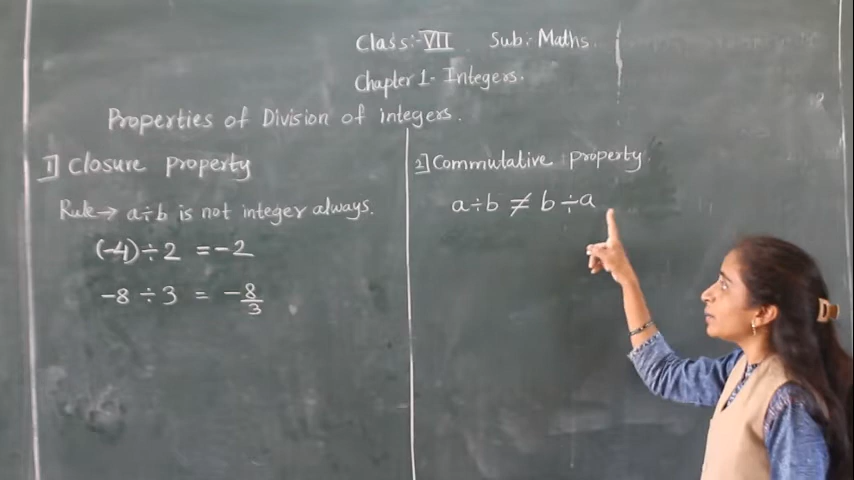 Class:- VII Sub: Maths.
Chapter 1- Integers.
Properties of Division of integers.
1] Closure Property
Rule→ a÷b is not integer always.
(-4)÷2 = -2
-8 ÷ 3 = -8/3
2] Commutative property
a÷b ≠ b÷a